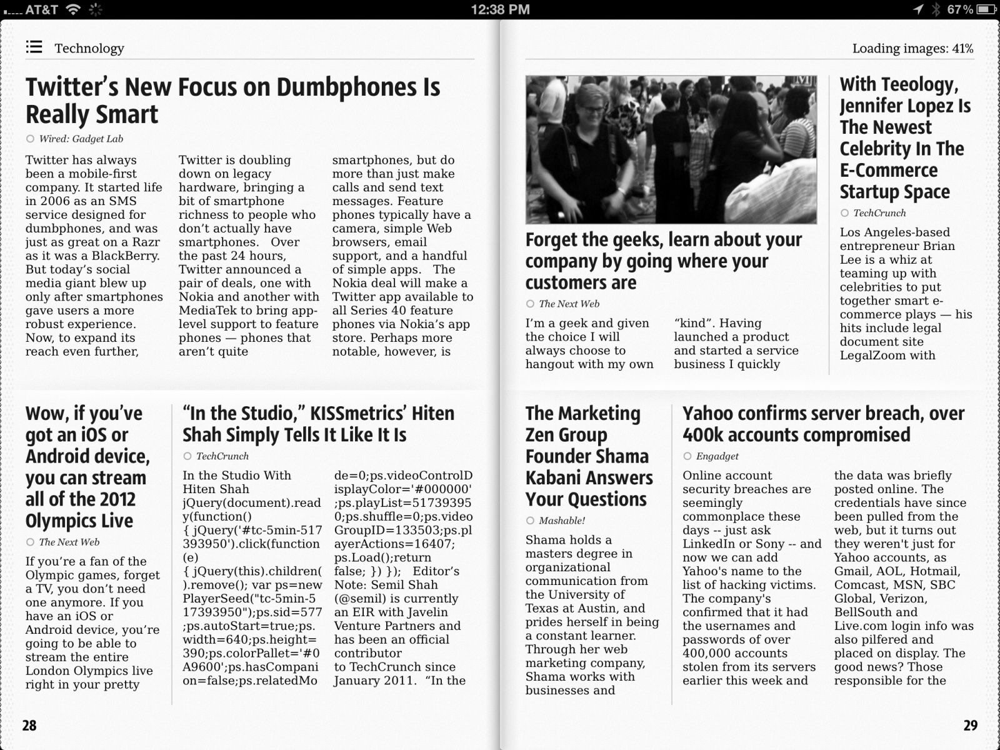 AT&T
12:38 PM
67%
Technology
Loading images: 41%
Twitter’s New Focus on Dumbphones Is
Really Smart
Wired: Gadget Lab
Twitter has always
been a mobile-first
company. It started life
in 2006 as an SMS
service designed for
dumbphones, and was
just as great on a Razr
as it was a BlackBerry.
But today’s social
media giant blew up
only after smartphones
gave users a more
robust experience.
Now, to expand its
reach even further,
Twitter is doubling
down on legacy
hardware, bringing a
bit of smartphone
richness to people who
don’t actually have
smartphones.   Over
the past 24 hours,
Twitter announced a
pair of deals, one with
Nokia and another with
MediaTek to bring app-
level support to feature
phones — phones that
aren’t quite
smartphones, but do
more than just make
calls and send text
messages. Feature
phones typically have a
camera, simple Web
browsers, email
support, and a handful
of simple apps.   The
Nokia deal will make a
Twitter app available to
all Series 40 feature
phones via Nokia’s app
store. Perhaps more
notable, however, is
Wow, if you’ve
got an iOS or
Android device,
you can stream
all of the 2012
Olympics Live
The Next Web
If you’re a fan of the
Olympic games, forget
a TV, you don’t need
one anymore. If you
have an iOS or
Android device, you’re
going to be able to
stream the entire
London Olympics live
right in your pretty
“In the Studio,” KISSmetrics’ Hiten
Shah Simply Tells It Like It Is
TechCrunch
In the Studio With
Hiten Shah
jQuery(document).read
y(function()
{ jQuery('#tc-5min-517
393950').click(function
(e)
{ jQuery(this).children(
).remove(); var ps=new
PlayerSeed("tc-5min-5
17393950");ps.sid=577
;ps.autoStart=true;ps.
width=640;ps.height=
390;ps.colorPallet='#0
A9600';ps.hasCompani
on=false;ps.relatedMo
de=0;ps.videoControlD
isplayColor='#000000'
;ps.playList=51739395
0;ps.shuffle=0;ps.video
GroupID=133503;ps.pl
ayerActions=16407;
ps.Load();return
false; }) });   Editor’s
Note: Semil Shah
(@semil) is currently
an EIR with Javelin
Venture Partners and
has been an official
contributor
to TechCrunch since
January 2011.  “In the
28
M
Forget the geeks, learn about your
company by going where your
customers are
The Next Web
I’m a geek and given
the choice I will
always choose to
hangout with my own
“kind”. Having
launched a product
and started a service
business I quickly
With Teeology,
Jennifer Lopez Is
The Newest
Celebrity In The
E-Commerce
Startup Space
TechCrunch
Los Angeles-based
entrepreneur Brian
Lee is a whiz at
teaming up with
celebrities to put
together smart e-
commerce plays — his
hits include legal
document site
LegalZoom with
The Marketing
Zen Group
Founder Shama
Kabani Answers
Your Questions
Mashable!
Shama holds a
masters degree in
organizational
communication from
the University of
Texas at Austin, and
prides herself in being
a constant learner.
Through her web
marketing company,
Shama works with
businesses and
Yahoo confirms server breach, over
400k accounts compromised
Engadget
Online account
security breaches are
seemingly
commonplace these
days -- just ask
LinkedIn or Sony -- and
now we can add
Yahoo's name to the
list of hacking victims.
The company's
confirmed that it had
the usernames and
passwords of over
400,000 accounts
stolen from its servers
earlier this week and
the data was briefly
posted online. The
credentials have since
been pulled from the
web, but it turns out
they weren't just for
Yahoo accounts, as
Gmail, AOL, Hotmail,
Comcast, MSN, SBC
Global, Verizon,
BellSouth and
Live.com login info was
also pilfered and
placed on display. The
good news? Those
responsible for the
29